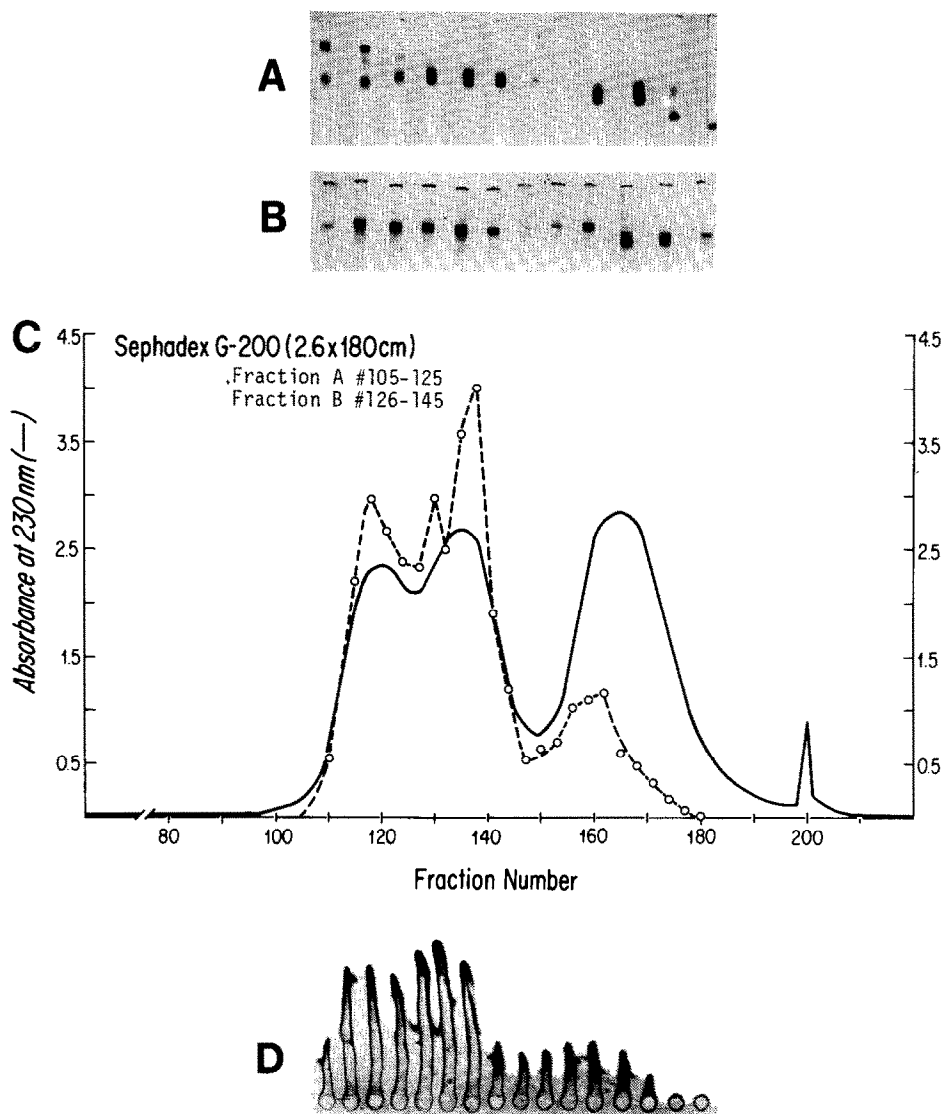 A
B
C
4.5
3.5
2.5
1.5
0.5
Absorbance at 230nm (—)
Sephadex G-200 (2.6x180cm)
.Fraction A #105-125
Fraction B #126-145
4.5
3.5
2.5
1.5
0.5
80 100 120 140 160 180 200
Fraction Number
D